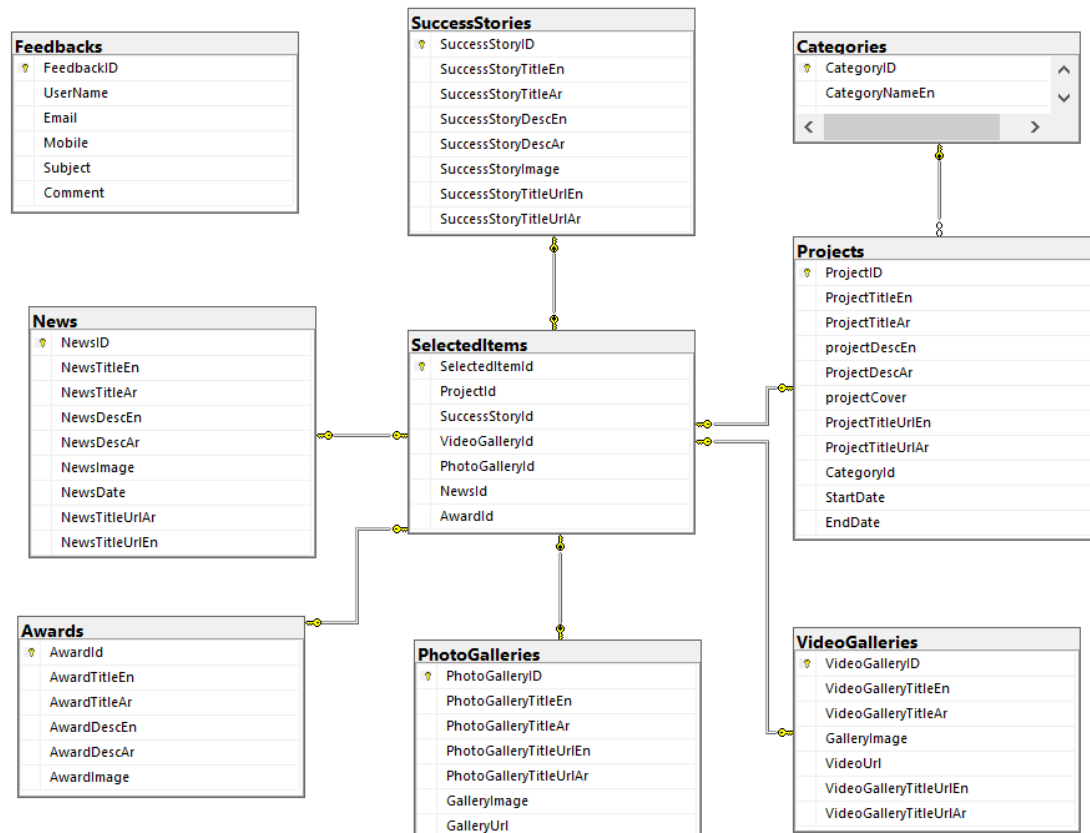 Feedbacks
FeedbackID
UserName
Email
Mobile
Subject
Comment
SuccessStories
SuccessStoryID
SuccessStoryTitleEn
SuccessStoryTitleAr
SuccessStoryDescEn
SuccessStoryDescAr
SuccessStoryImage
SuccessStoryTitleUrlEn
SuccessStoryTitleUrlAr
Categories
CategoryID
CategoryNameEn
News
NewsID
NewsTitleEn
NewsTitleAr
NewsDescEn
NewsDescAr
NewsImage
NewsDate
NewsTitleUrlAr
NewsTitleUrlEn
SelectedItems
SelectedItemId
ProjectId
SuccessStoryId
VideoGalleryId
PhotoGalleryId
NewsId
AwardId
Projects
ProjectID
ProjectTitleEn
ProjectTitleAr
projectDescEn
ProjectDescAr
projectCover
ProjectTitleUrlEn
ProjectTitleUrlAr
CategoryId
StartDate
EndDate
Awards
AwardId
AwardTitleEn
AwardTitleAr
AwardDescEn
AwardDescAr
AwardImage
PhotoGalleries
PhotoGalleryID
PhotoGalleryTitleEn
PhotoGalleryTitleAr
PhotoGalleryTitleUrlEn
PhotoGalleryTitleUrlAr
GalleryImage
GalleryUrl
VideoGalleries
VideoGalleryID
VideoGalleryTitleEn
VideoGalleryTitleAr
GalleryImage
VideoUrl
VideoGalleryTitleUrlEn
VideoGalleryTitleUrlAr